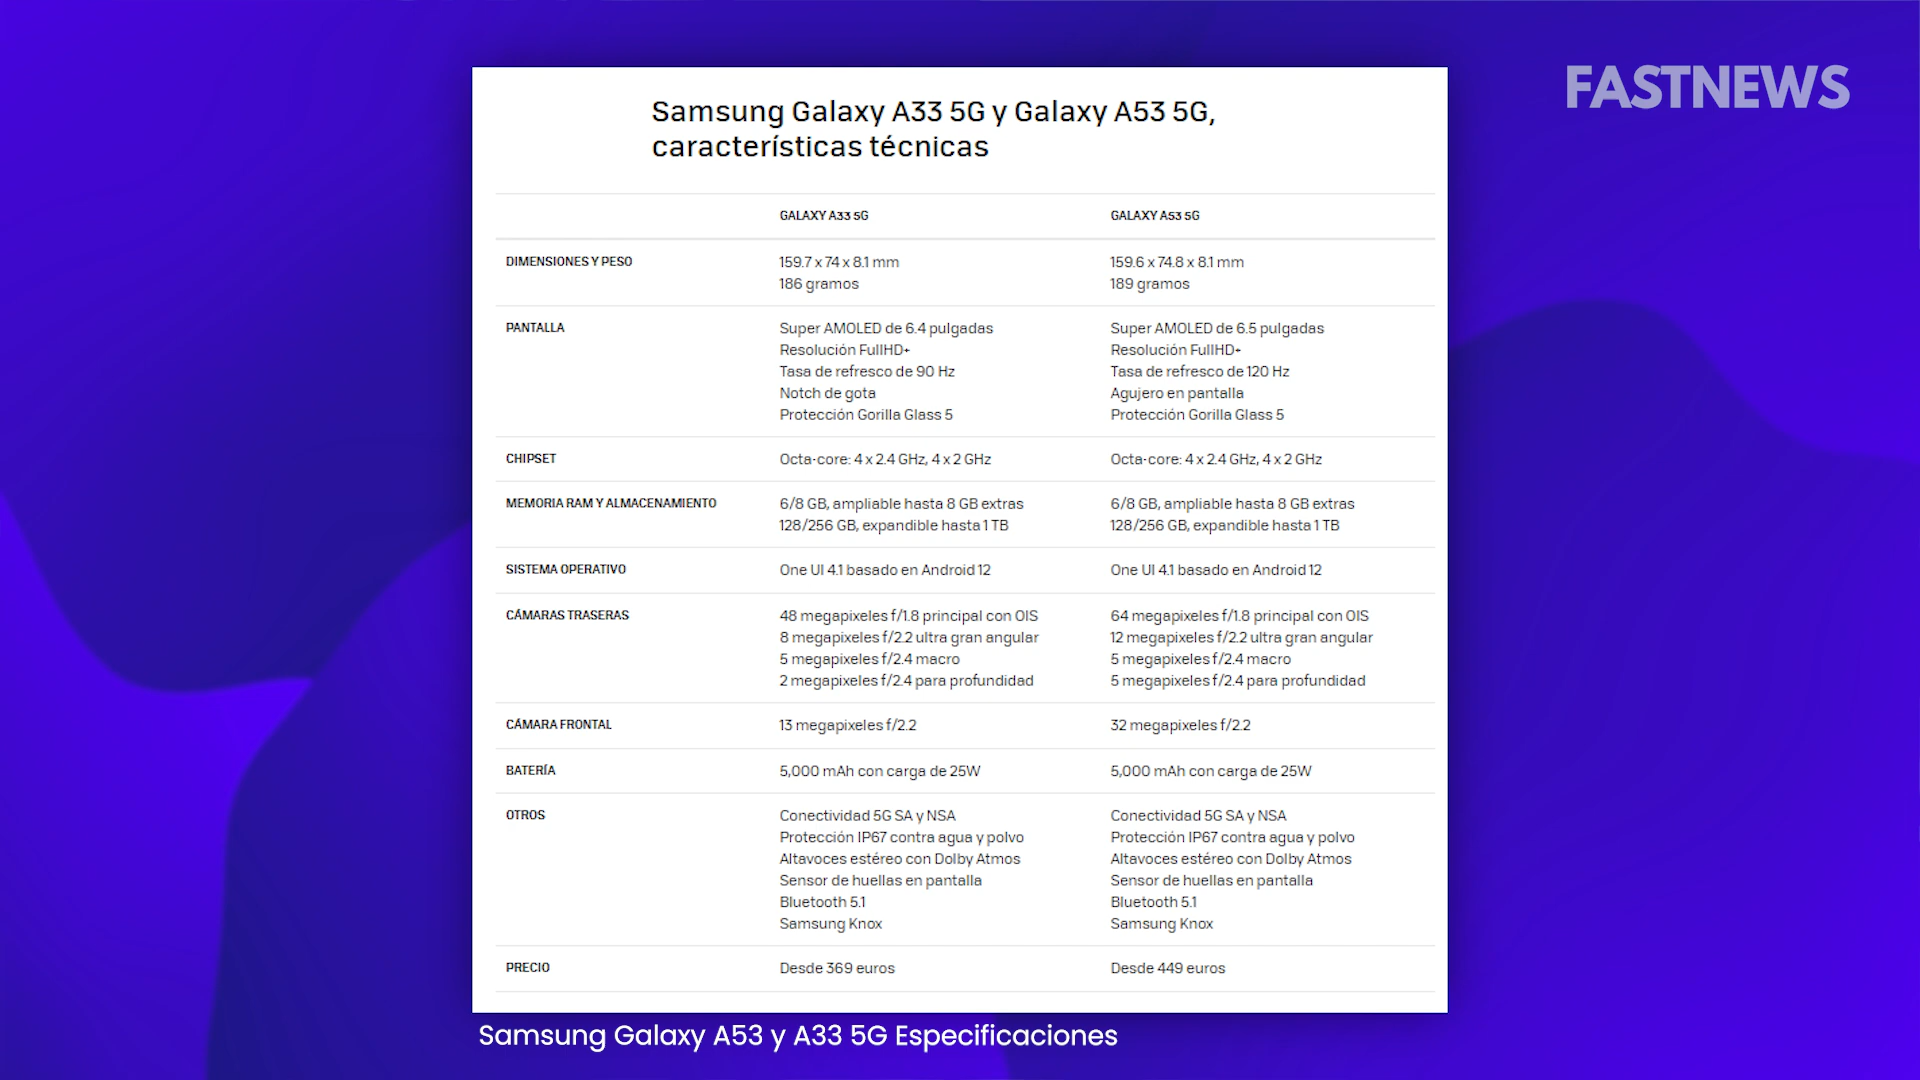 FASTNEWS
Samsung Galaxy A33 5G y Galaxy A53 5G,
características técnicas
GALAXY A33 5G GALAXY A53 5G
DIMENSIONES Y PESO 159.7 x 74 x 8.1 mm 159.6 x 74.8 x 8.1 mm
186 gramos 189 gramos
PANTALLA Super AMOLED de 6.4 pulgadas Super AMOLED de 6.5 pulgadas
Resolución FullHD+ Resolución FullHD+
Tasa de refresco de 90 Hz Tasa de refresco de 120 Hz
Notch de gota Agujero en pantalla
Protección Gorilla Glass 5 Protección Gorilla Glass 5
CHIPSET Octa-core: 4 x 2.4 GHz, 4 x 2 GHz Octa-core: 4 x 2.4 GHz, 4 x 2 GHz
MEMORIA RAM Y ALMACENAMIENTO 6/8 GB, ampliable hasta 8 GB extras 6/8 GB, ampliable hasta 8 GB extras
128/256 GB, expandible hasta 1 TB 128/256 GB, expandible hasta 1 TB
SISTEMA OPERATIVO One UI 4.1 basado en Android 12 One UI 4.1 basado en Android 12
CÁMARAS TRASERAS 48 megapixeles f/1.8 principal con OIS 64 megapixeles f/1.8 principal con OIS
8 megapixeles f/2.2 ultra gran angular 12 megapixeles f/2.2 ultra gran angular
5 megapixeles f/2.4 macro 5 megapixeles f/2.4 macro
2 megapixeles f/2.4 para profundidad 5 megapixeles f/2.4 para profundidad
CÁMARA FRONTAL 13 megapixeles f/2.2 32 megapixeles f/2.2
BATERÍA 5,000 mAh con carga de 25W 5,000 mAh con carga de 25W
OTROS Conectividad 5G SA y NSA Conectividad 5G SA y NSA
Protección IP67 contra agua y polvo Protección IP67 contra agua y polvo
Altavoces estéreo con Dolby Atmos Altavoces estéreo con Dolby Atmos
Sensor de huellas en pantalla Sensor de huellas en pantalla
Bluetooth 5.1 Bluetooth 5.1
Samsung Knox Samsung Knox
PRECIO Desde 369 euros Desde 449 euros
Samsung Galaxy A53 y A33 5G Especificaciones